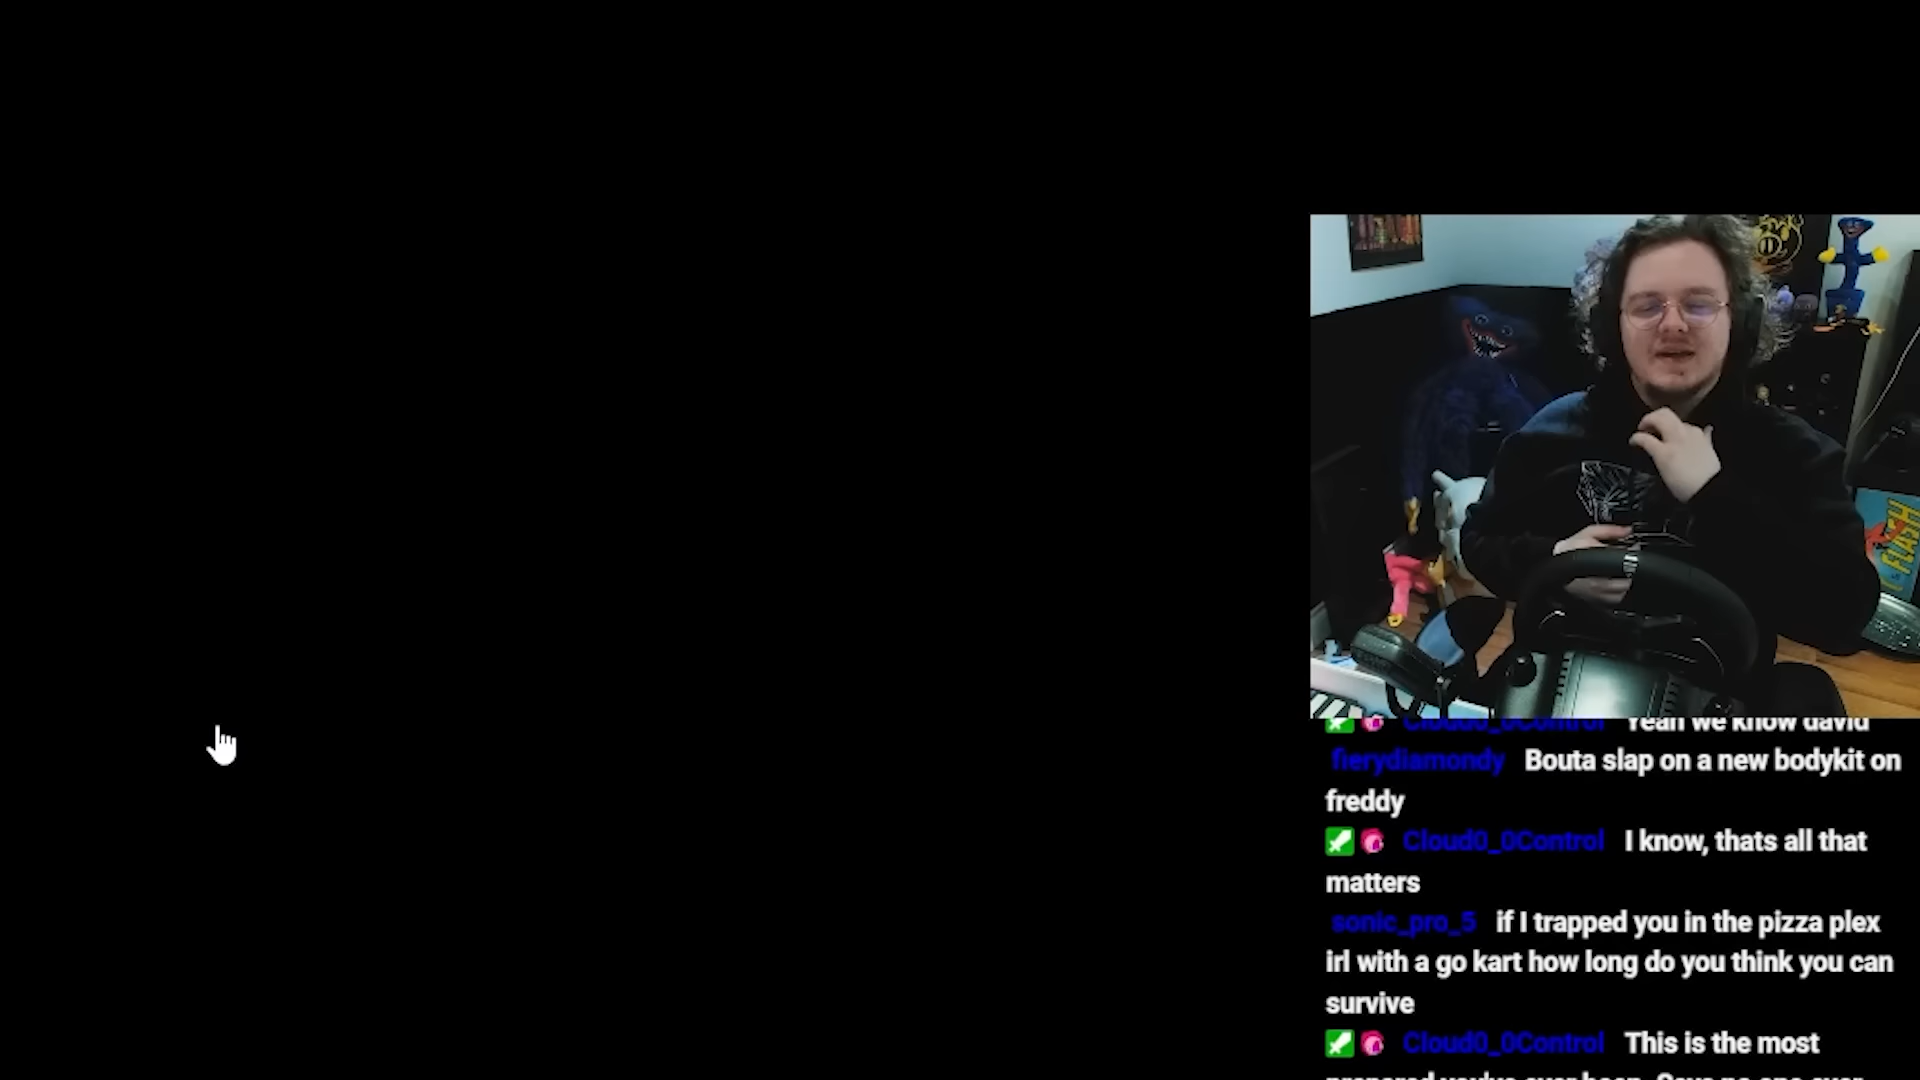 FLASH
Cloud0_0Control Yeah we know david
fierydiamondy Bouta slap on a new bodykit on
freddy
Cloud0_0Control I know, thats all that
matters
sonic_pro_5 if I trapped you in the pizza plex
irl with a go kart how long do you think you can
survive
Cloud0_0Control This is the most